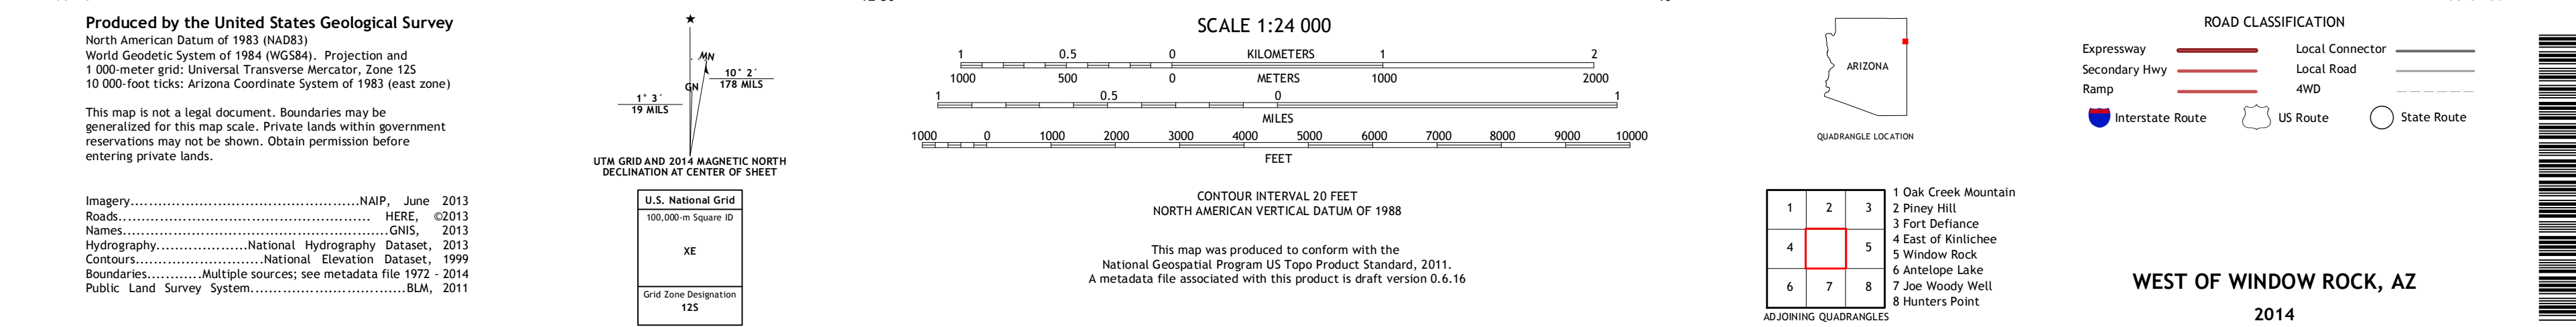 Produced by the United States Geological Survey
North American Datum of 1983 (NAD83)
World Geodetic System of 1984 (WGS84). Projection and
1 000-meter grid: Universal Transverse Mercator, Zone 12S
10 000-foot ticks: Arizona Coordinate System of 1983 (east zone)
This map is not a legal document. Boundaries may be
generalized for this map scale. Private lands within government
reservations may not be shown. Obtain permission before
entering private lands.
Imagery.................................................NAIP, June 2013
Roads...................................................... HERE, ©2013
Names.........................................................GNIS, 2013
Hydrography...................National Hydrography Dataset, 2013
Contours...........................National Elevation Dataset, 1999
Boundaries............Multiple sources; see metadata file 1972 - 2014
Public Land Survey System.................................BLM, 2011
MN
GN
10° 2´
178 MILS
1° 3´
19 MILS
UTM GRID AND 2014 MAGNETIC NORTH
DECLINATION AT CENTER OF SHEET
U.S. National Grid
100,000-m Square ID
XE
Grid Zone Designation
12S
SCALE 1:24 000
1 0.5 0 KILOMETERS 1 2
1000 500 0 METERS 1000 2000
1 0.5 0 1
MILES
1000 0 1000 2000 3000 4000 5000 6000 7000 8000 9000 10000
FEET
CONTOUR INTERVAL 20 FEET
NORTH AMERICAN VERTICAL DATUM OF 1988
This map was produced to conform with the
National Geospatial Program US Topo Product Standard, 2011.
A metadata file associated with this product is draft version 0.6.16
ARIZONA
QUADRANGLE LOCATION
1 2 3
4 5
6 7 8
ADJOINING QUADRANGLES
1 Oak Creek Mountain
2 Piney Hill
3 Fort Defiance
4 East of Kinlichee
5 Window Rock
6 Antelope Lake
7 Joe Woody Well
8 Hunters Point
ROAD CLASSIFICATION
Expressway Local Connector
Secondary Hwy Local Road
Ramp 4WD
Interstate Route US Route State Route
WEST OF WINDOW ROCK, AZ
2014